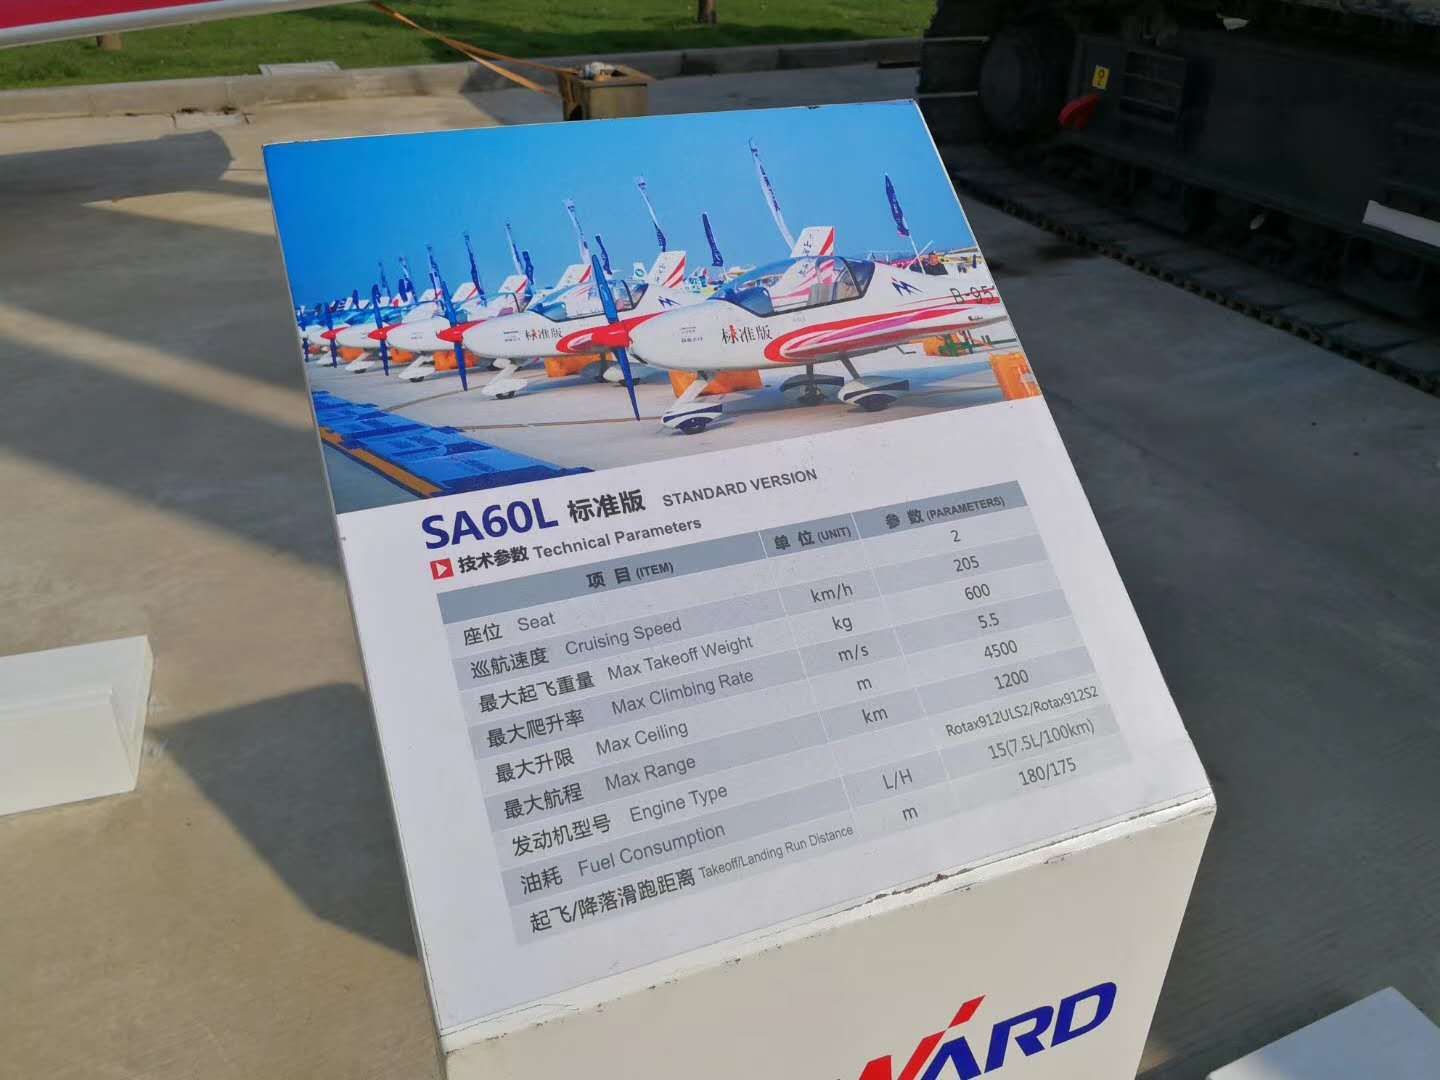 标准版
标准版
B-95
SA60L 标准版 STANDARD VERSION
技术参数 Technical Parameters
项 目 (ITEM) 单 位 (UNIT) 参 数 (PARAMETERS)
座位 Seat 2
巡航速度 Cruising Speed km/h 205
最大起飞重量 Max Takeoff Weight kg 600
最大爬升率 Max Climbing Rate m/s 5.5
最大升限 Max Ceiling m 4500
最大航程 Max Range km 1200
发动机型号 Engine Type Rotax912ULS2/Rotax912S2
油耗 Fuel Consumption L/H 15(7.5L/100km)
起飞/降落滑跑距离 Takeoff/Landing Run Distance m 180/175
WARD